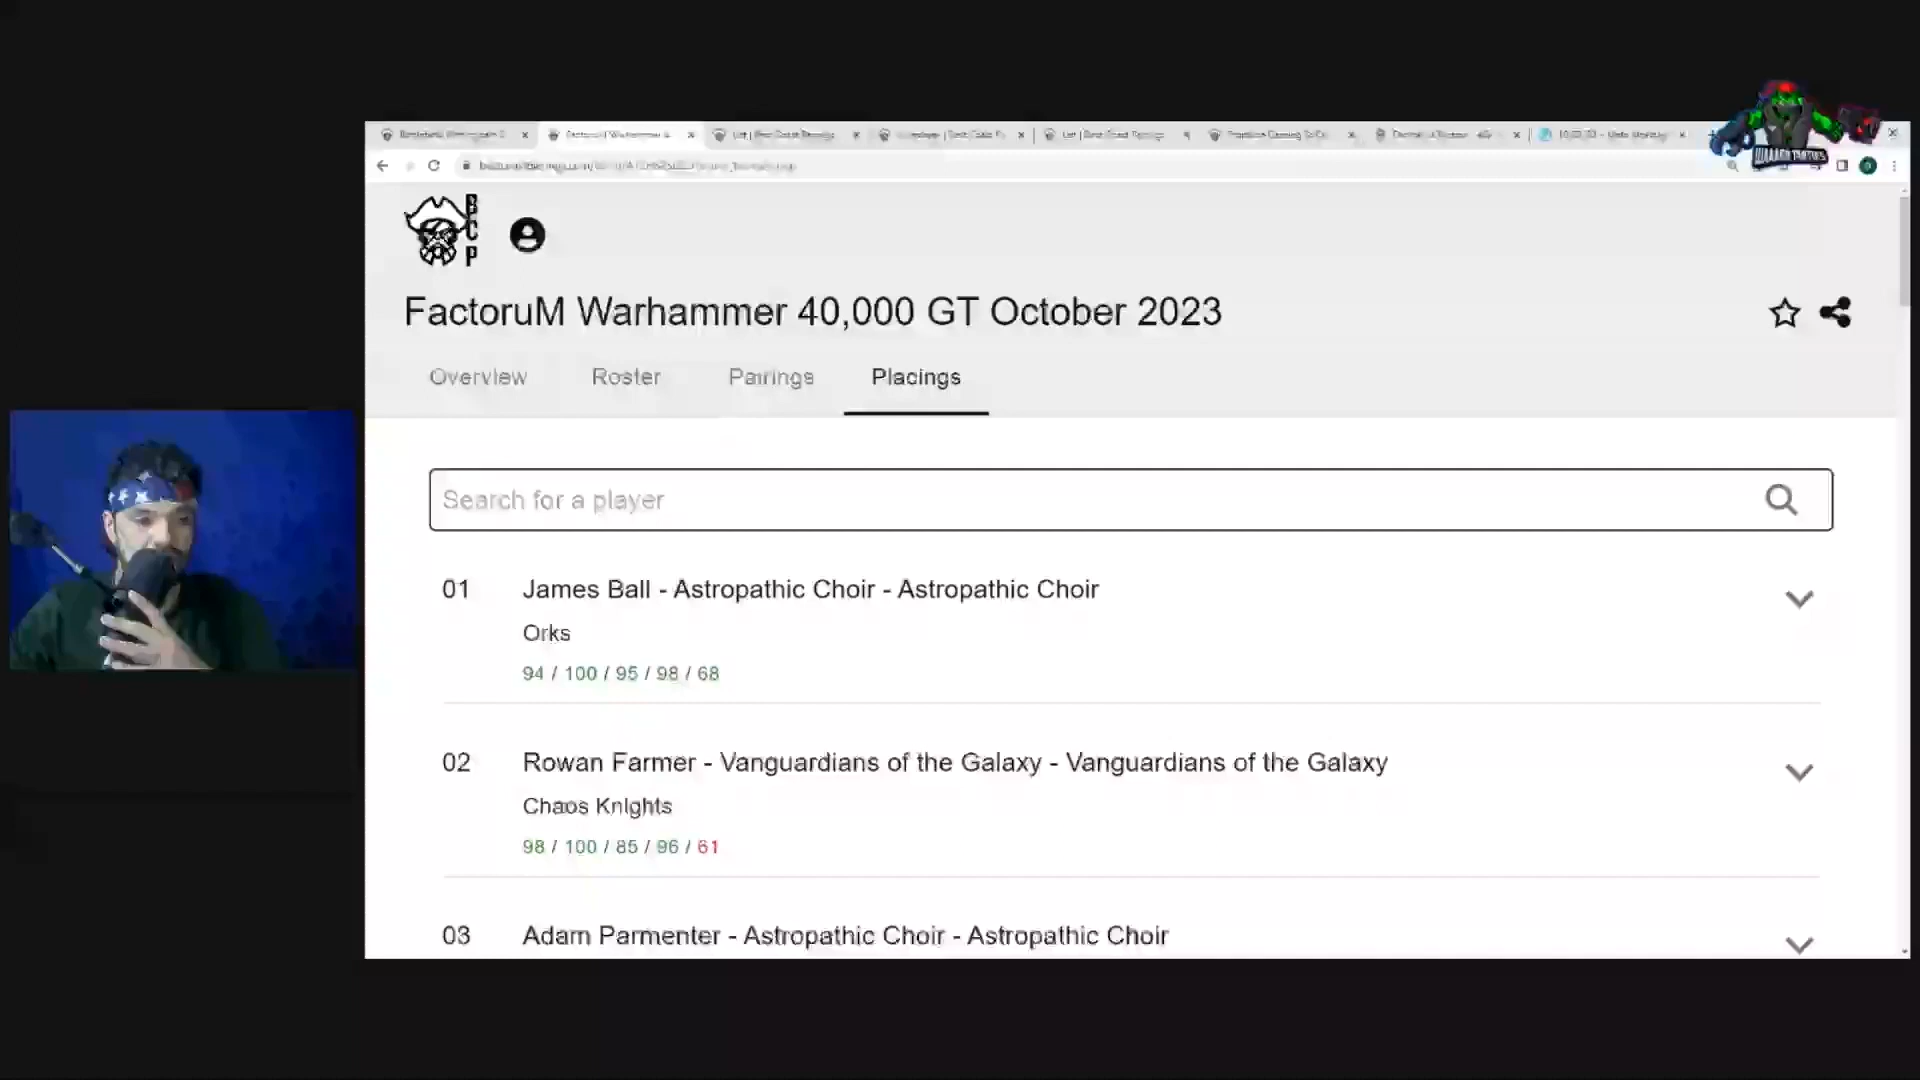 BCP
FactoruM Warhammer 40,000 GT October 2023
Overview
Roster
Pairings
Placings
Search for a player
01
James Ball - Astropathic Choir - Astropathic Choir
Orks
94 / 100 / 95 / 98 / 68
02
Rowan Farmer - Vanguardians of the Galaxy - Vanguardians of the Galaxy
Chaos Knights
98 / 100 / 85 / 96 / 61
03
Adam Parmenter - Astropathic Choir - Astropathic Choir